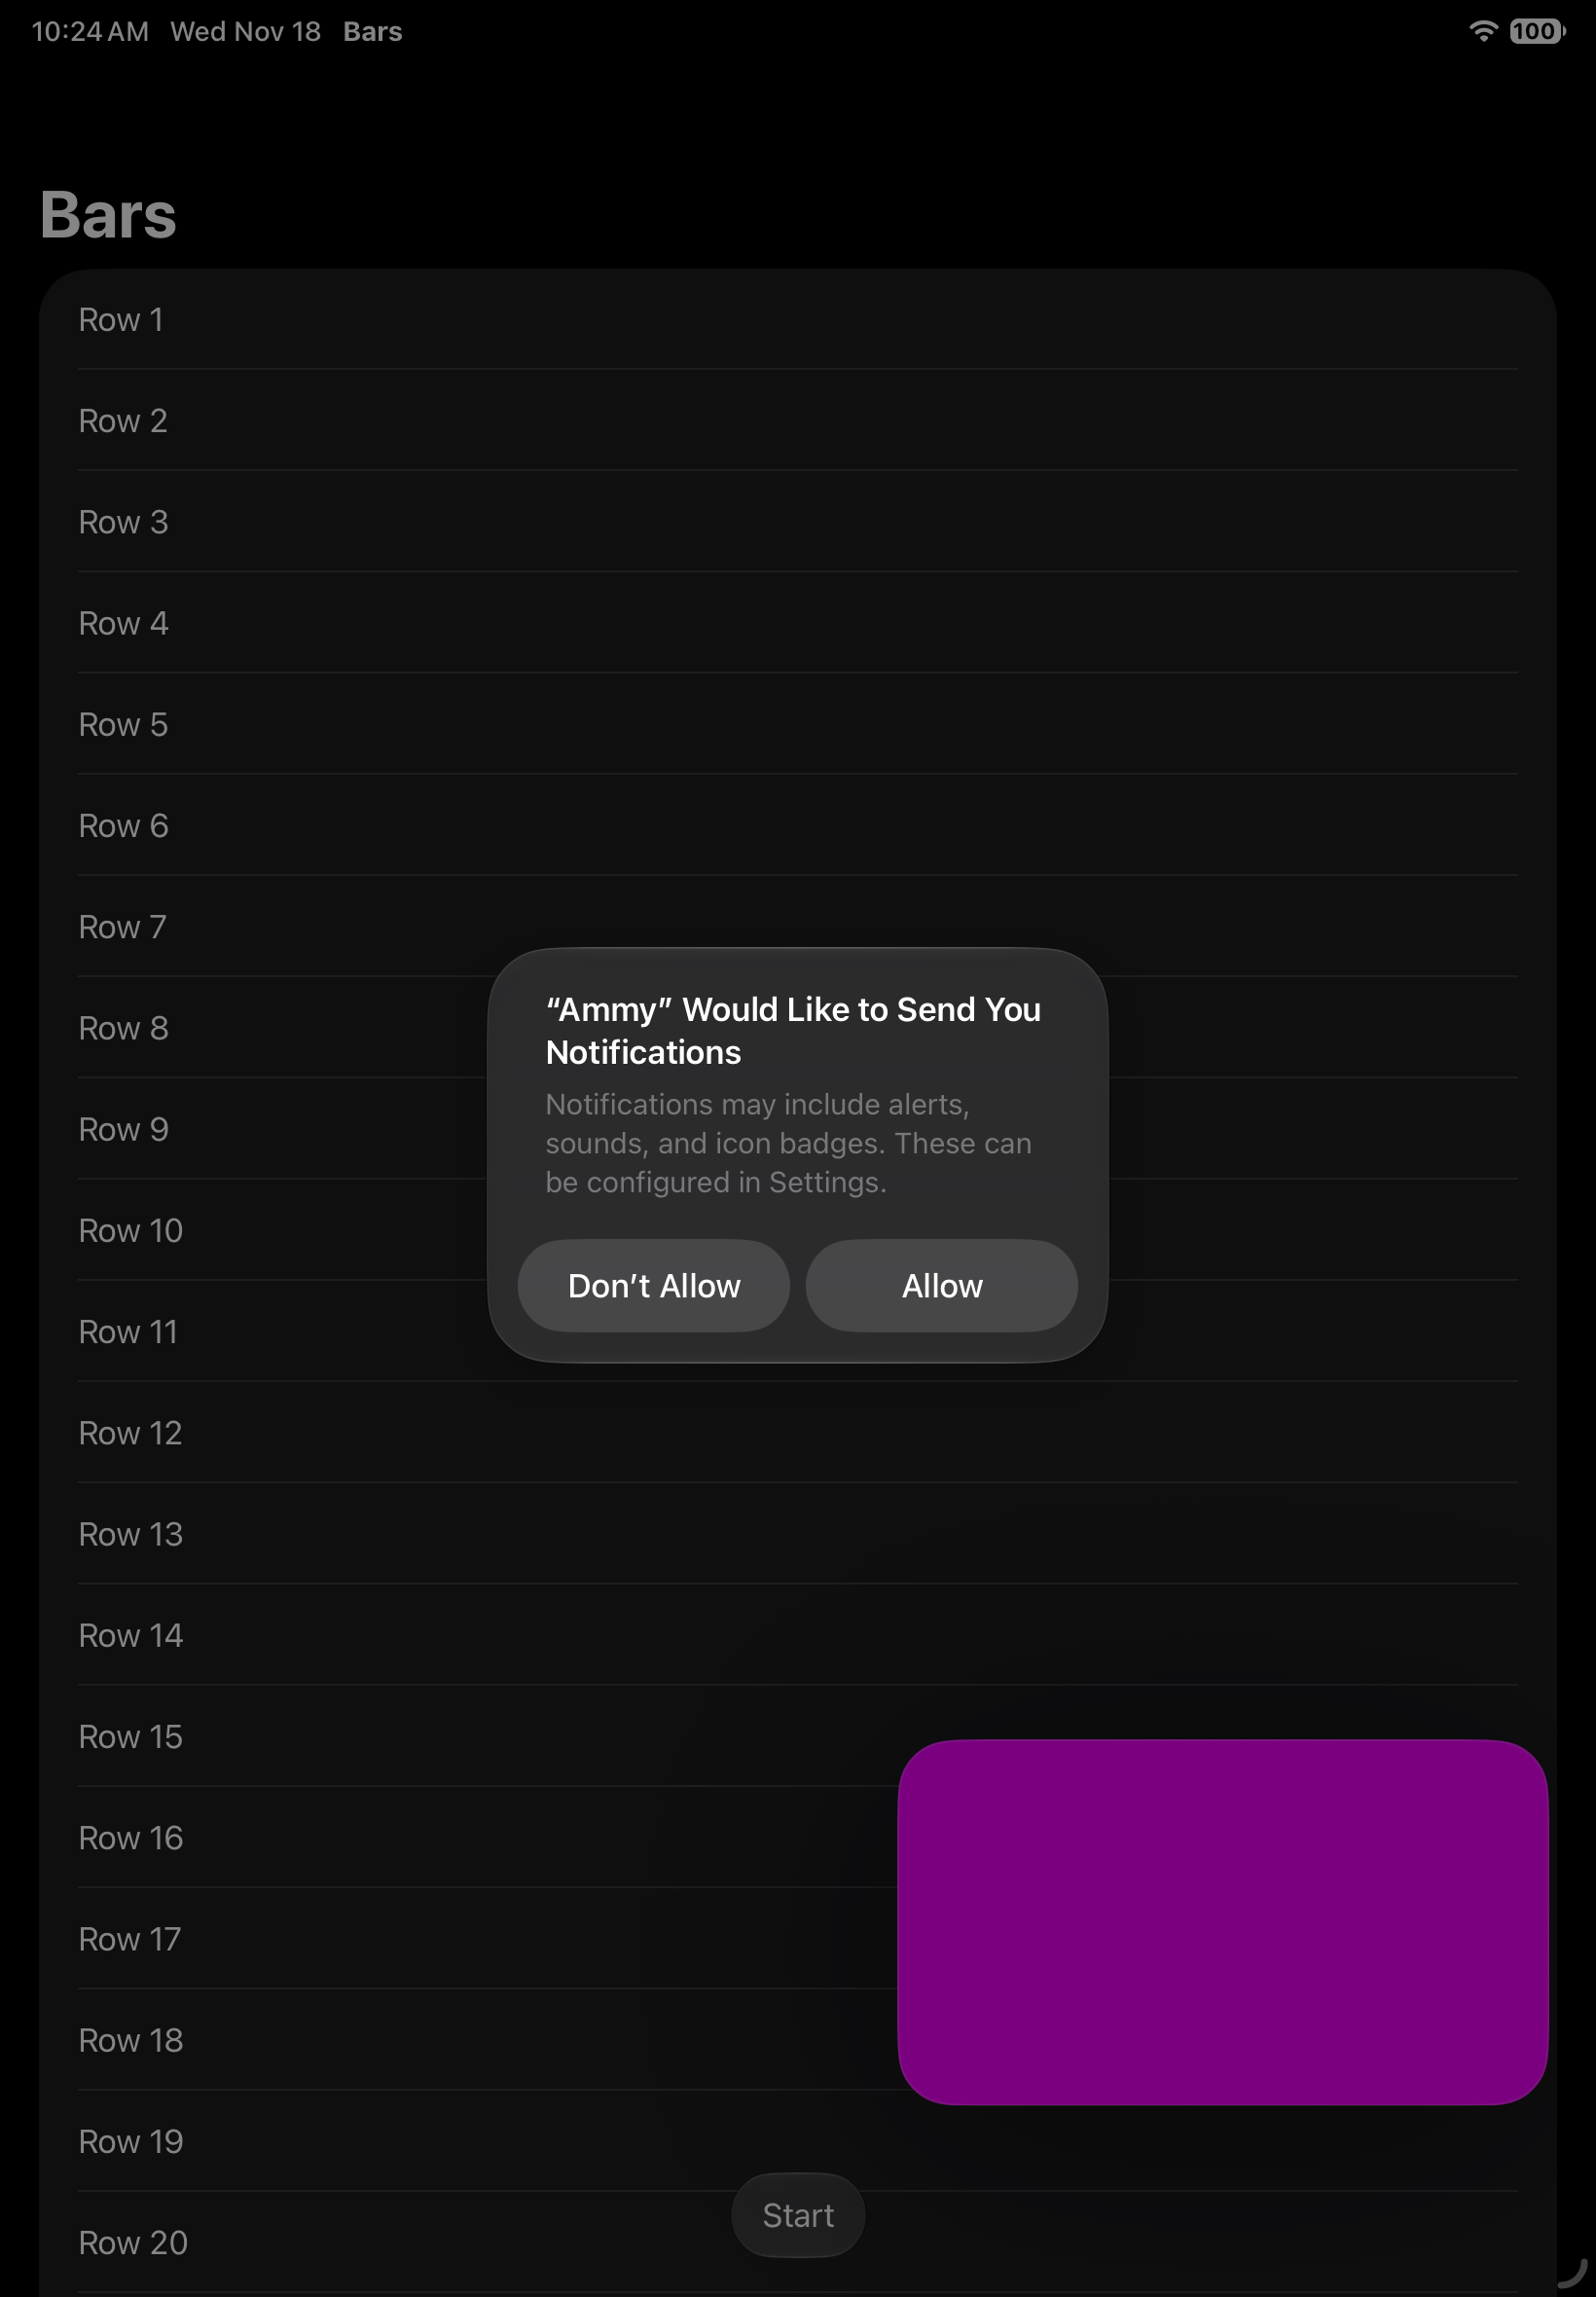 10:24 AM Wed Nov 18 Bars
100
Bars
Row 1
Row 2
Row 3
Row 4
Row 5
Row 6
Row 7
Row 8
Row 9
Row 10
Row 11
Row 12
Row 13
Row 14
Row 15
Row 16
Row 17
Row 18
Row 19
Row 20
“Ammy” Would Like to Send You
Notifications
Notifications may include alerts,
sounds, and icon badges. These can
be configured in Settings.
Don’t Allow
Allow
Start